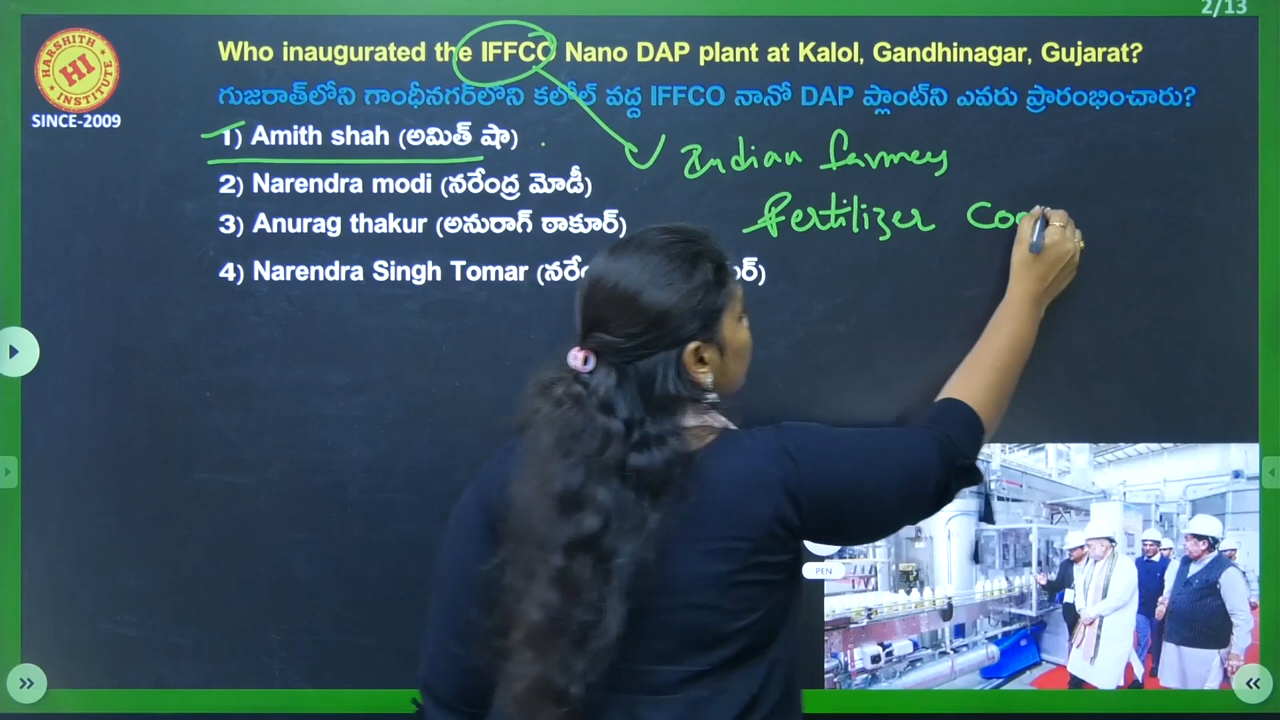 2/13
HARSHITH
HI
INSTITUTE
SINCE-2009
Who inaugurated the IFFCO Nano DAP plant at Kalol, Gandhinagar, Gujarat?
గుజరాత్‌లోని గాంధీనగర్‌లోని కలోల్ వద్ద IFFCO నానో DAP ప్లాంట్‌ని ఎవరు ప్రారంభించారు?
1) Amith shah (అమిత్ షా)
2) Narendra modi (నరేంద్ర మోడీ)
3) Anurag thakur (అనురాగ్ ఠాకూర్)
4) Narendra Singh Tomar
Indian farmers
fertilizer
PEN